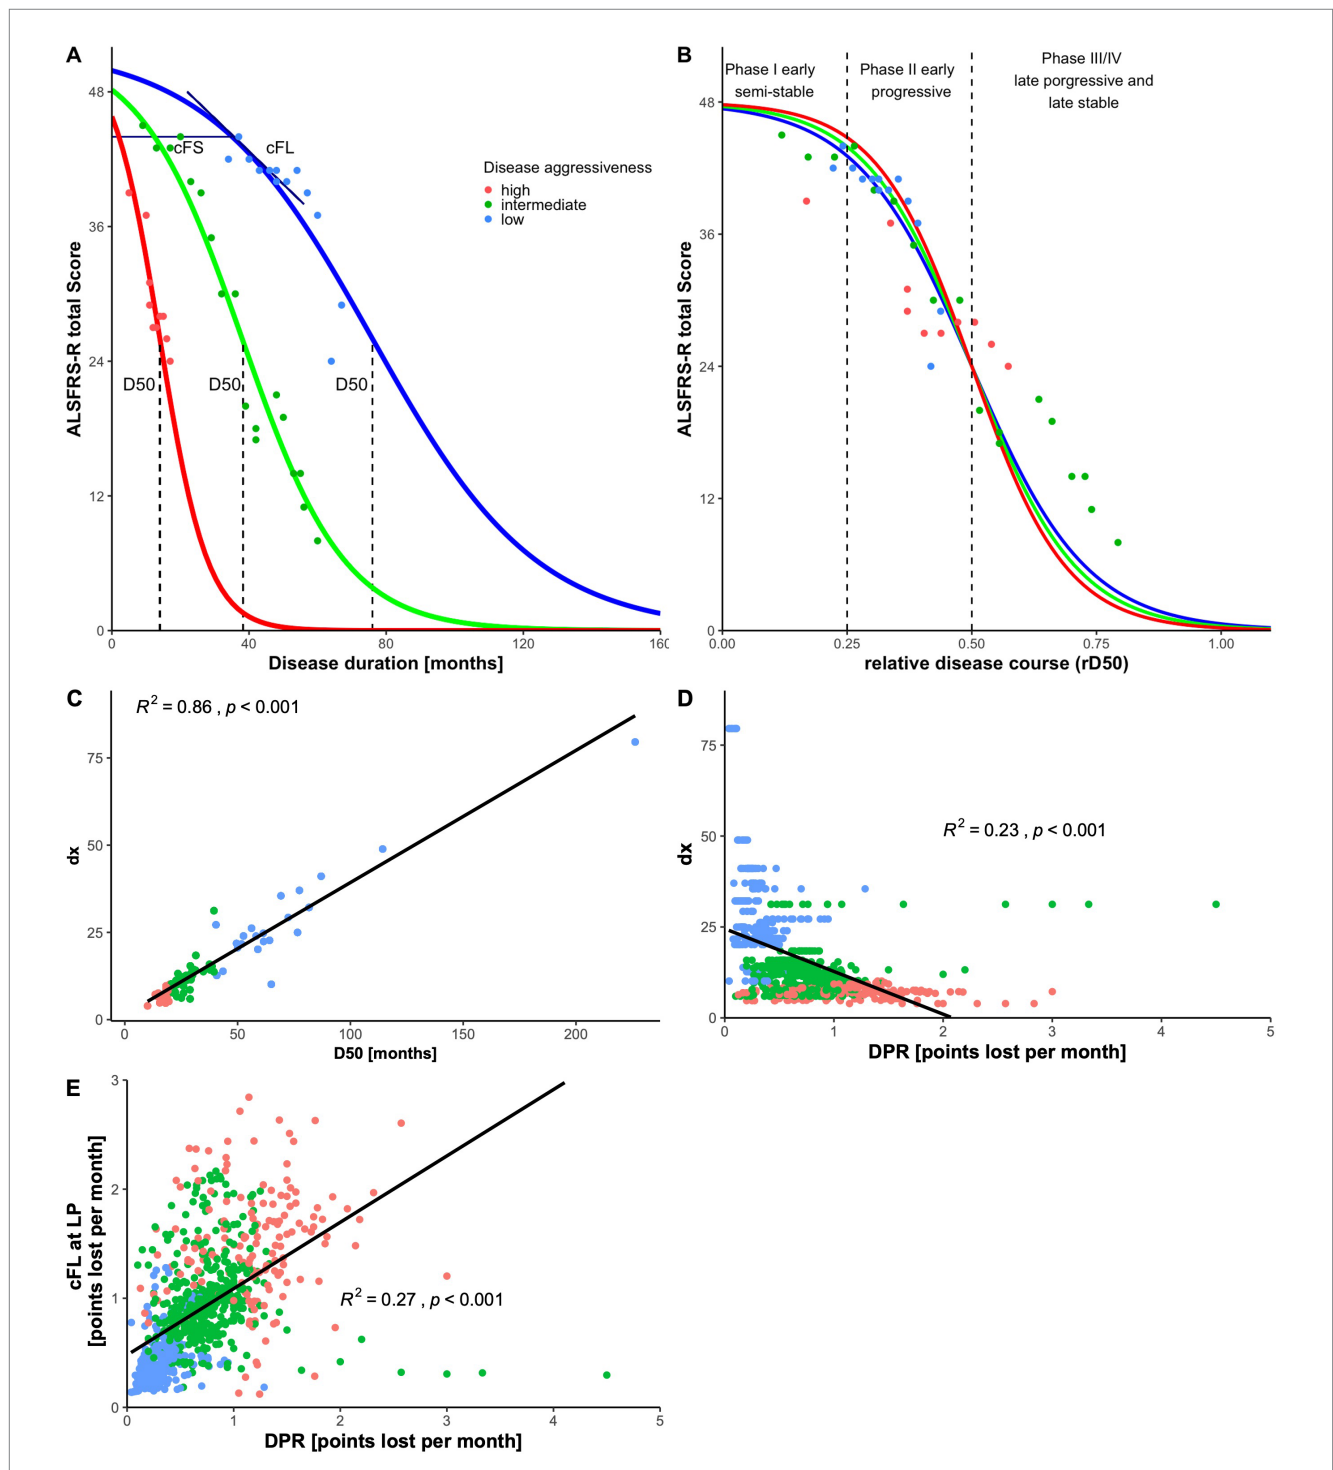 A
48
36
24
12
0
40
80
120
160
ALSFRS-R total Score
Disease duration [months]
cFS
cFL
D50
D50
D50
Disease aggressiveness
high
intermediate
low
B
Phase I early
semi-stable
Phase II early
progressive
Phase III/IV
late porgressive and
late stable
48
36
24
12
0
0.00
0.25
0.50
0.75
1.00
ALSFRS-R total Score
relative disease course (rD50)
C
R² = 0.86 , p < 0.001
75
50
25
0
0
50
100
150
200
dx
D50 [months]
D
R² = 0.23 , p < 0.001
75
50
25
0
0
1
2
3
4
5
dx
DPR [points lost per month]
E
3
2
1
0
0
1
2
3
4
5
R² = 0.27 , p < 0.001
cFL at LP
[points lost per month]
DPR [points lost per month]